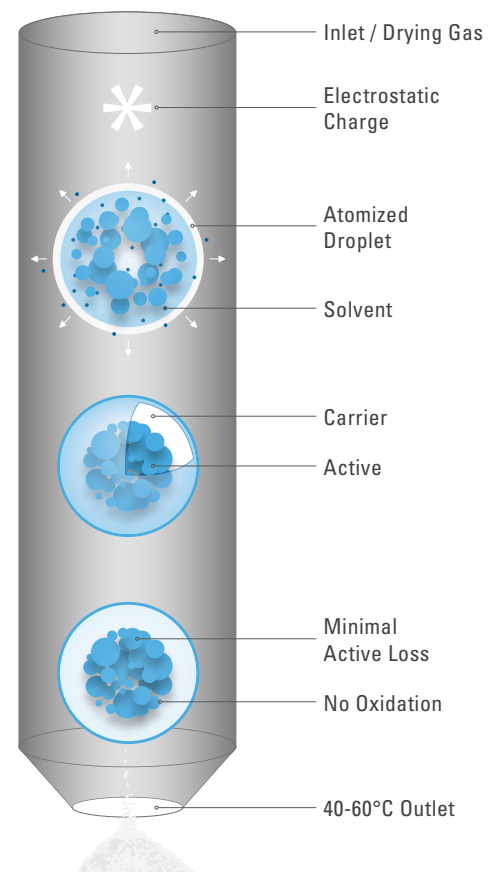 Inlet / Drying Gas
Electrostatic
Charge
Atomized
Droplet
Solvent
Carrier
Active
Minimal
Active Loss
No Oxidation
40-60°C Outlet